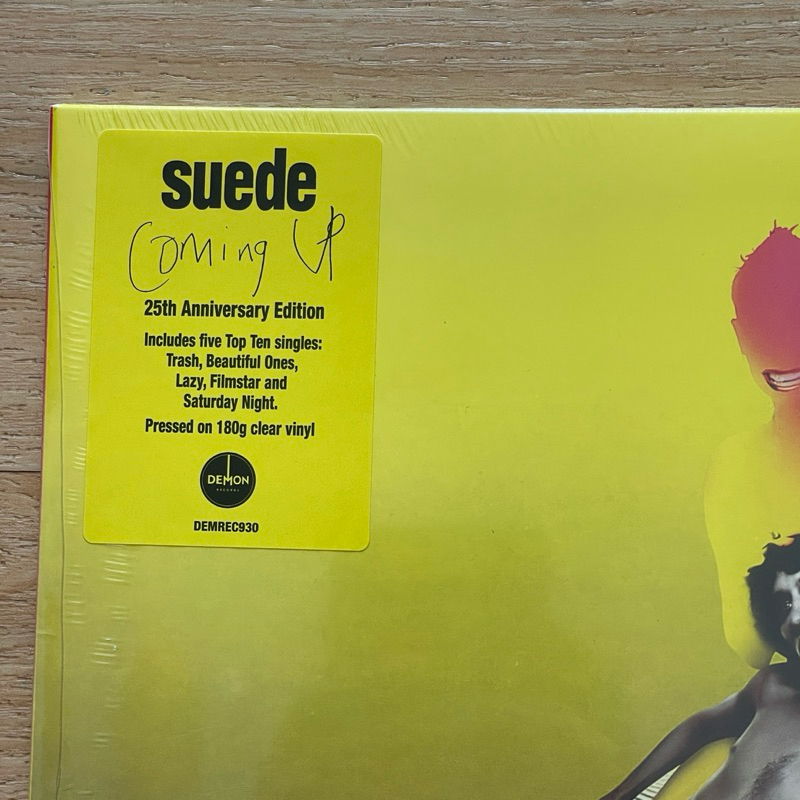 suede
Coming Up
25th Anniversary Edition
Includes five Top Ten singles:
Trash, Beautiful Ones,
Lazy, Filmstar and
Saturday Night.
Pressed on 180g clear vinyl
DEMON
RECORDS
DEMREC930